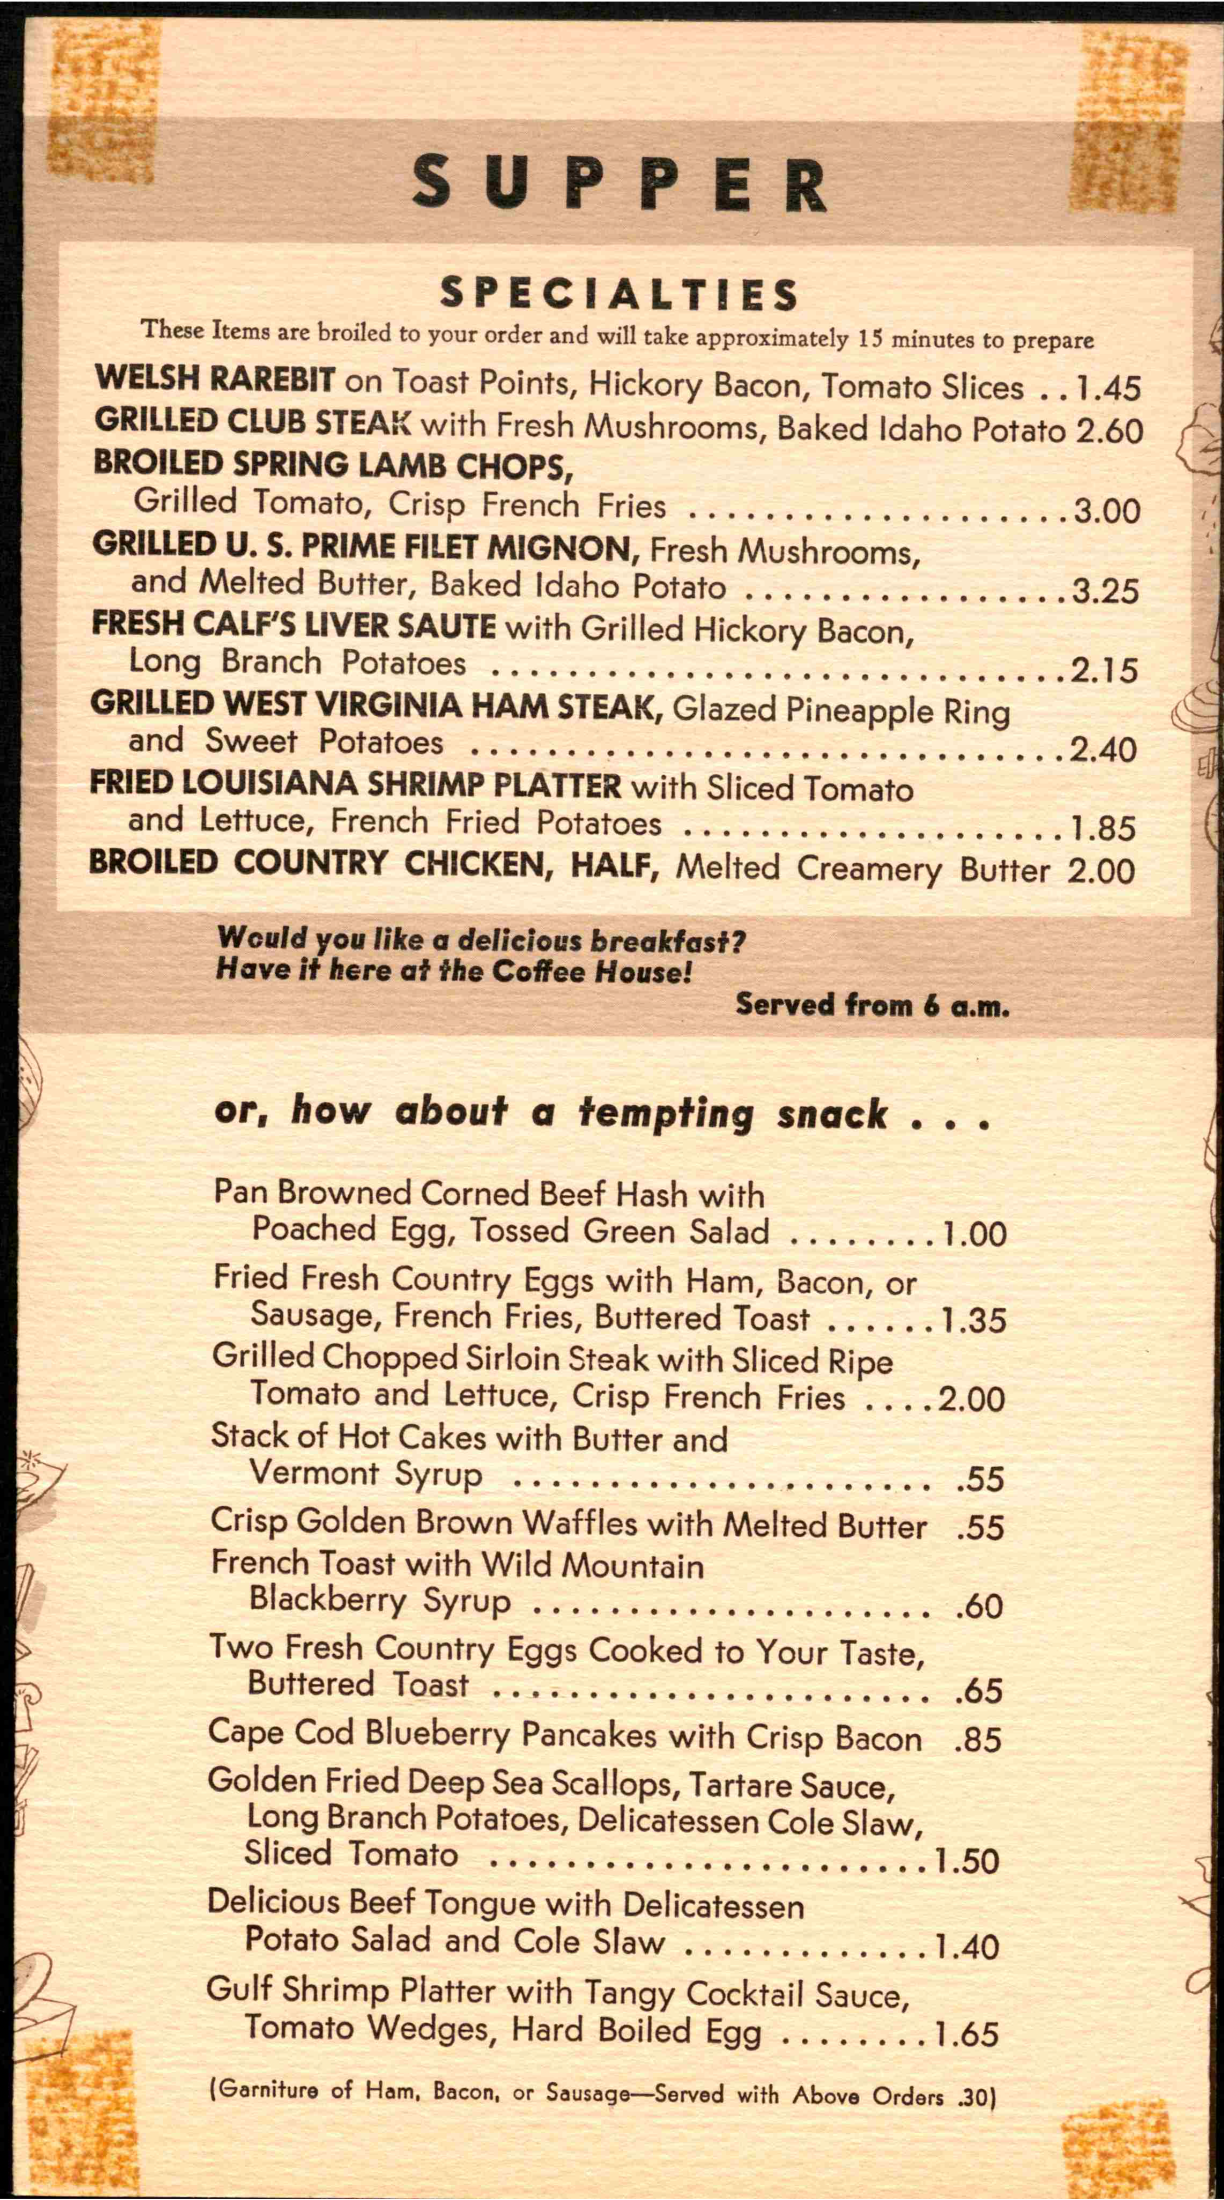 SUPPER
SPECIALTIES
These Items are broiled to your order and will take approximately 15 minutes to prepare
WELSH RAREBIT on Toast Points, Hickory Bacon, Tomato Slices . . 1.45
GRILLED CLUB STEAK with Fresh Mushrooms, Baked Idaho Potato 2.60
BROILED SPRING LAMB CHOPS,
Grilled Tomato, Crisp French Fries . . . . . . . . . . . . . . . . . . . . 3.00
GRILLED U. S. PRIME FILET MIGNON, Fresh Mushrooms,
and Melted Butter, Baked Idaho Potato . . . . . . . . . . . . . . . . . 3.25
FRESH CALF'S LIVER SAUTE with Grilled Hickory Bacon,
Long Branch Potatoes . . . . . . . . . . . . . . . . . . . . . . . . . . . . . . 2.15
GRILLED WEST VIRGINIA HAM STEAK, Glazed Pineapple Ring
and Sweet Potatoes . . . . . . . . . . . . . . . . . . . . . . . . . . . . . . . 2.40
FRIED LOUISIANA SHRIMP PLATTER with Sliced Tomato
and Lettuce, French Fried Potatoes . . . . . . . . . . . . . . . . . . . . 1.85
BROILED COUNTRY CHICKEN, HALF, Melted Creamery Butter 2.00
Would you like a delicious breakfast?
Have it here at the Coffee House!
Served from 6 a.m.
or, how about a tempting snack . . .
Pan Browned Corned Beef Hash with
Poached Egg, Tossed Green Salad . . . . . . . . 1.00
Fried Fresh Country Eggs with Ham, Bacon, or
Sausage, French Fries, Buttered Toast . . . . . . 1.35
Grilled Chopped Sirloin Steak with Sliced Ripe
Tomato and Lettuce, Crisp French Fries . . . . 2.00
Stack of Hot Cakes with Butter and
Vermont Syrup . . . . . . . . . . . . . . . . . . . . . . .55
Crisp Golden Brown Waffles with Melted Butter .55
French Toast with Wild Mountain
Blackberry Syrup . . . . . . . . . . . . . . . . . . . . . .60
Two Fresh Country Eggs Cooked to Your Taste,
Buttered Toast . . . . . . . . . . . . . . . . . . . . . . . .65
Cape Cod Blueberry Pancakes with Crisp Bacon .85
Golden Fried Deep Sea Scallops, Tartare Sauce,
Long Branch Potatoes, Delicatessen Cole Slaw,
Sliced Tomato . . . . . . . . . . . . . . . . . . . . . . . 1.50
Delicious Beef Tongue with Delicatessen
Potato Salad and Cole Slaw . . . . . . . . . . . . . 1.40
Gulf Shrimp Platter with Tangy Cocktail Sauce,
Tomato Wedges, Hard Boiled Egg . . . . . . . . 1.65
(Garniture of Ham, Bacon, or Sausage—Served with Above Orders .30)